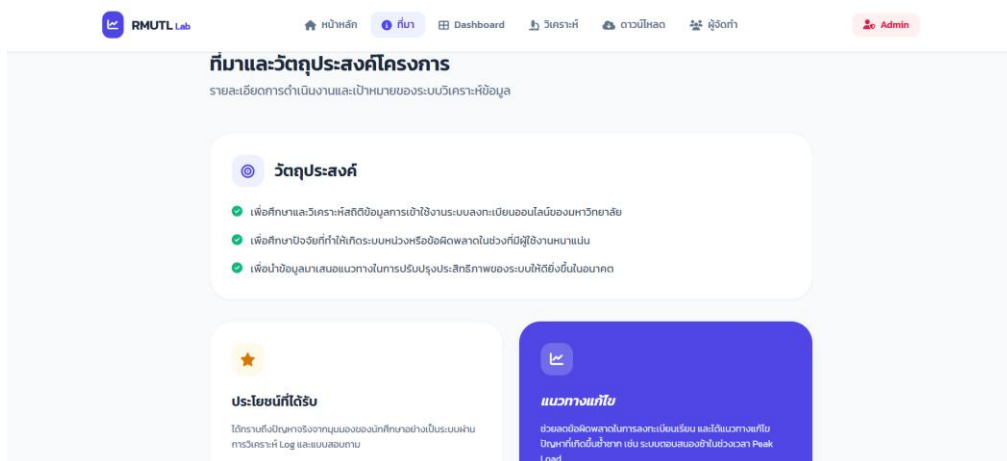 RMUTL Lab
หน้าหลัก
ที่มา
Dashboard
วิเคราะห์
ดาวน์โหลด
ผู้จัดทำ
Admin
ที่มาและวัตถุประสงค์โครงการ
รายละเอียดการดำเนินงานและเป้าหมายของระบบวิเคราะห์ข้อมูล
วัตถุประสงค์
เพื่อศึกษาและวิเคราะห์สถิติข้อมูลการเข้าใช้งานระบบลงทะเบียนออนไลน์ของมหาวิทยาลัย
เพื่อศึกษาปัจจัยที่ทำให้เกิดระบบหน่วงหรือข้อผิดพลาดในช่วงที่มีผู้ใช้งานหนาแน่น
เพื่อนำข้อมูลมาเสนอแนวทางในการปรับปรุงประสิทธิภาพของระบบให้ดียิ่งขึ้นในอนาคต
ประโยชน์ที่ได้รับ
ได้ทราบถึงปัญหาจริงจากมุมมองของนักศึกษาอย่างเป็นระบบผ่าน
การวิเคราะห์ Log และแบบสอบถาม
แนวทางแก้ไข
ช่วยลดข้อผิดพลาดในการลงทะเบียนเรียน และได้แนวทางแก้ไข
ปัญหาที่เกิดขึ้นซ้ำซาก เช่น ระบบตอบสนองช้าในช่วงเวลา Peak
Load